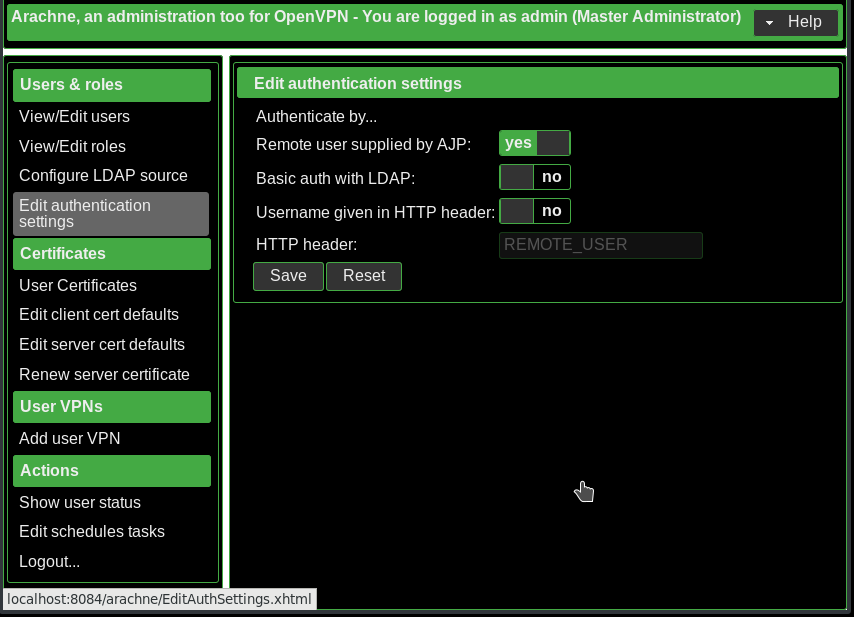 Arachne, an administration too for OpenVPN - You are logged in as admin (Master Administrator)
Help
Users & roles
View/Edit users
View/Edit roles
Configure LDAP source
Edit authentication
settings
Certificates
User Certificates
Edit client cert defaults
Edit server cert defaults
Renew server certificate
User VPNs
Add user VPN
Actions
Show user status
Edit schedules tasks
Logout...
Edit authentication settings
Authenticate by...
Remote user supplied by AJP: yes
Basic auth with LDAP: no
Username given in HTTP header: no
HTTP header: REMOTE_USER
Save Reset
localhost:8084/arachne/EditAuthSettings.xhtml